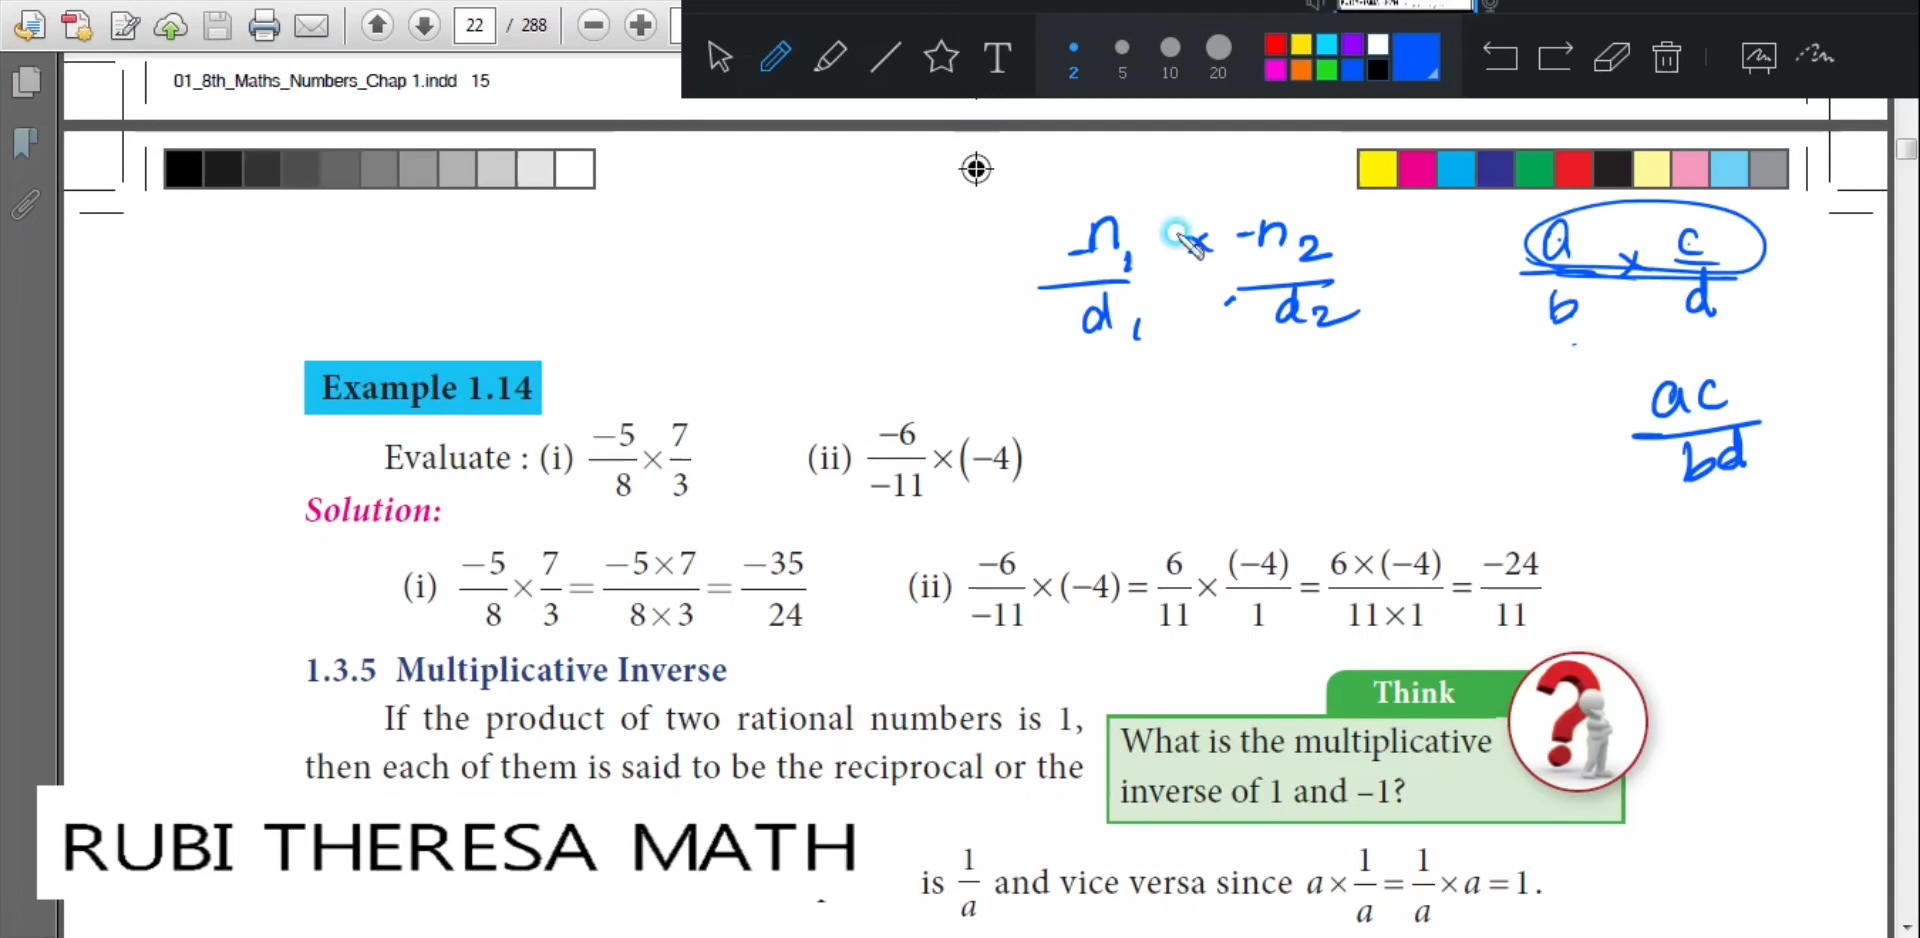 22 / 288
T
2 5 10 20
01_8th_Maths_Numbers_Chap 1.indd 15
-n₁/d₁ × -n₂/d₂
a/b × c/d
ac/bd
Example 1.14
Evaluate : (i) −5/8 × 7/3 (ii) −6/−11 × (−4)
Solution:
(i) −5/8 × 7/3 = −5×7/8×3 = −35/24 (ii) −6/−11 × (−4) = 6/11 × (−4)/1 = 6×(−4)/11×1 = −24/11
1.3.5 Multiplicative Inverse
If the product of two rational numbers is 1,
then each of them is said to be the reciprocal or the
Think
What is the multiplicative
inverse of 1 and –1?
RUBI THERESA MATH
is 1/a and vice versa since a × 1/a = 1/a × a = 1.